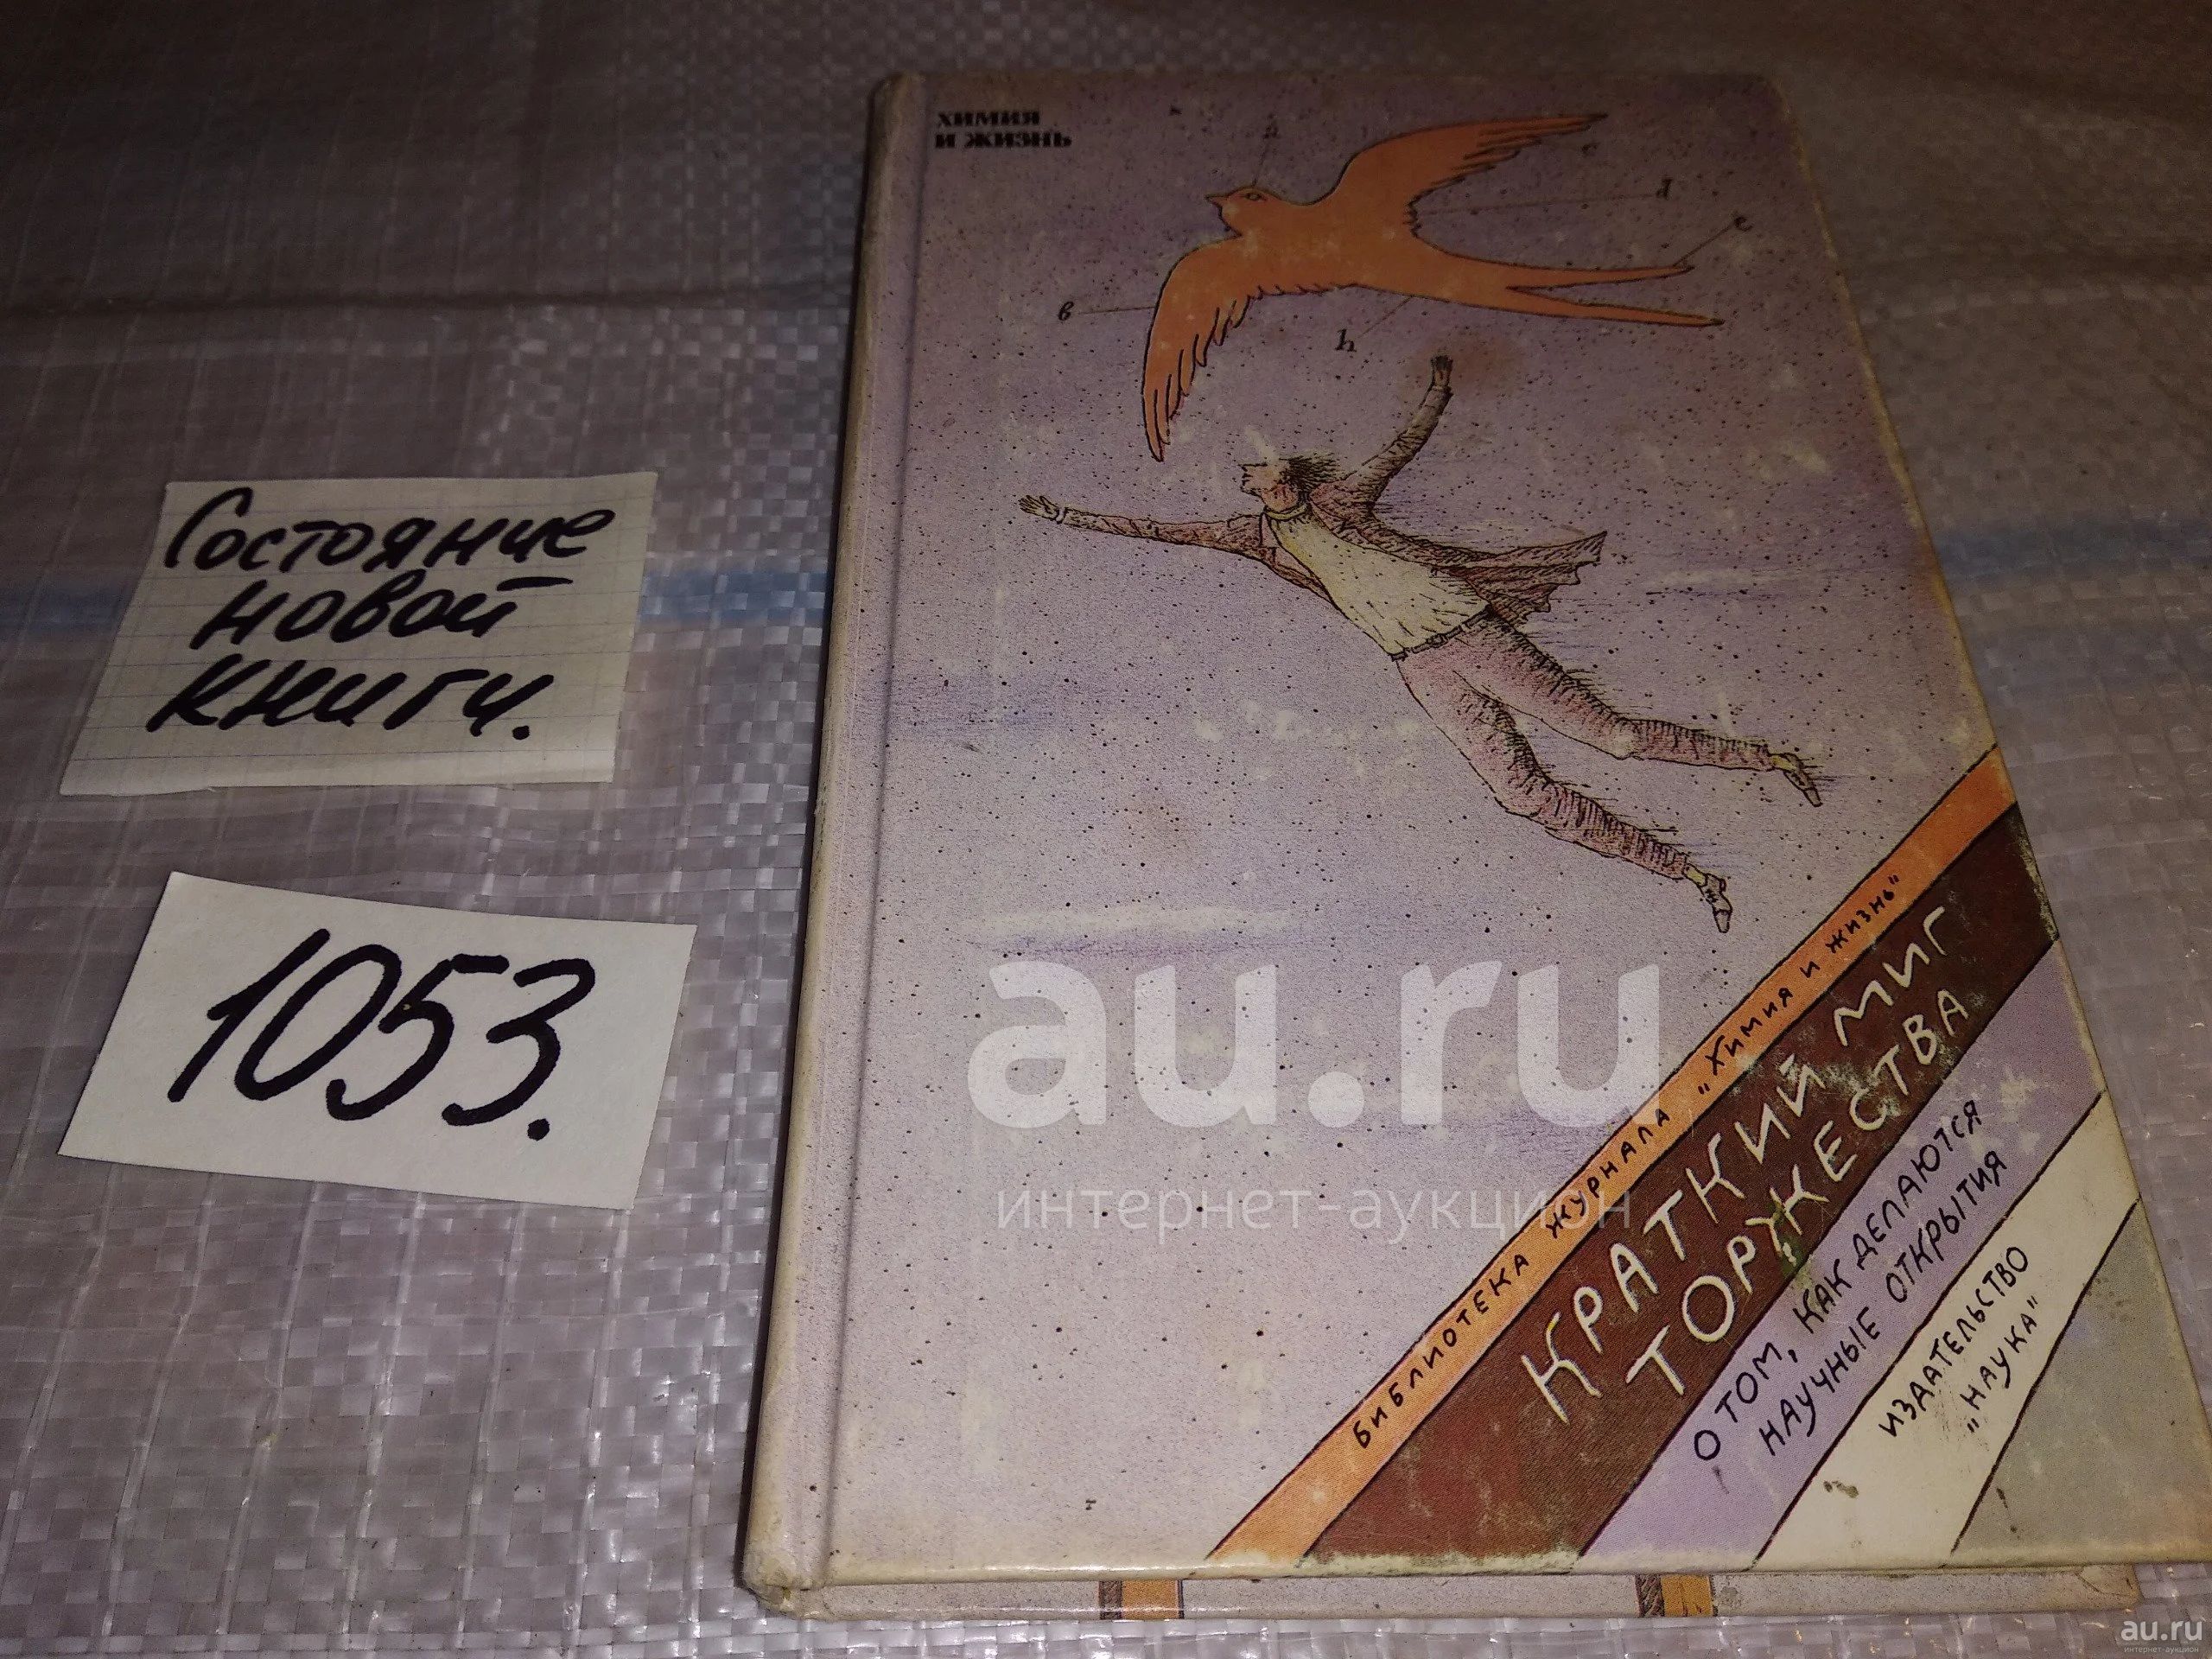 Состояние
новой
книги.
1053.
ХИМИЯ
И ЖИЗНЬ
a
c
d
e
в
h
БИБЛИОТЕКА ЖУРНАЛА „ХИМИЯ И ЖИЗНЬ"
КРАТКИЙ МИГ
ТОРЖЕСТВА
О ТОМ, КАК ДЕЛАЮТСЯ
НАУЧНЫЕ ОТКРЫТИЯ
ИЗДАТЕЛЬСТВО
„НАУКА"
au.ru
интернет-аукцион
au.ru
интернет-аукцион